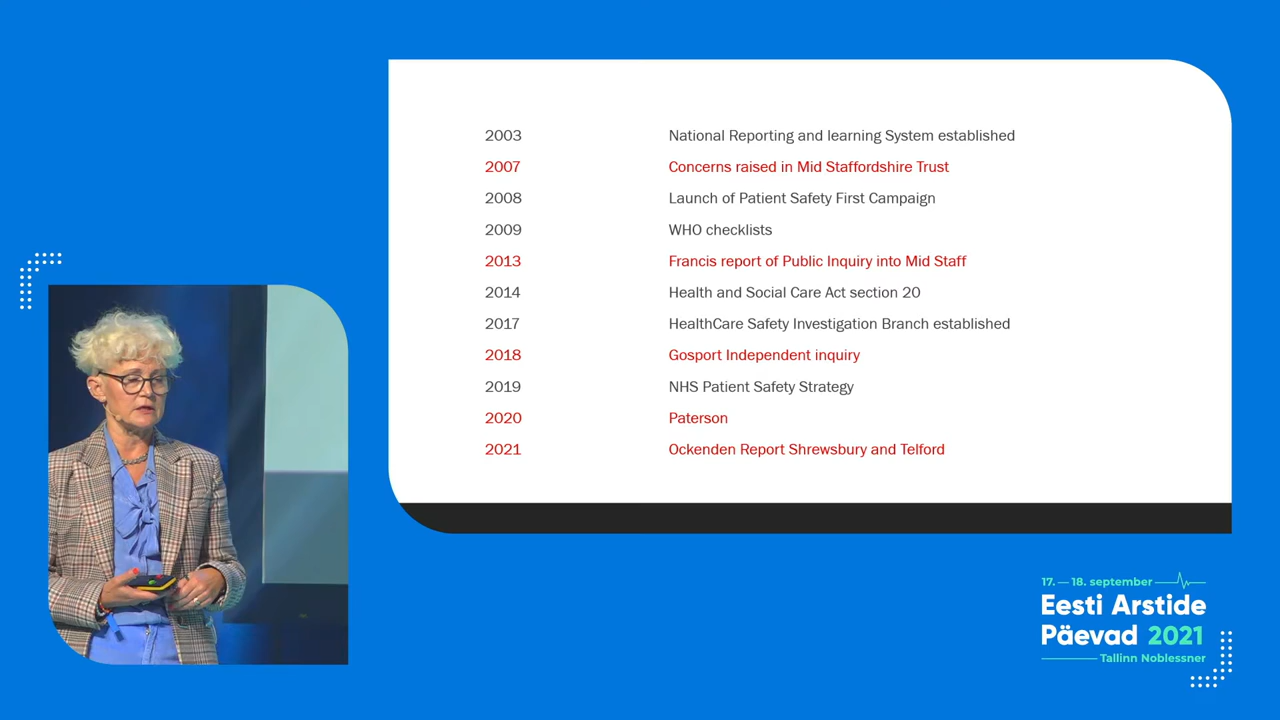 2003 National Reporting and learning System established
2007 Concerns raised in Mid Staffordshire Trust
2008 Launch of Patient Safety First Campaign
2009 WHO checklists
2013 Francis report of Public Inquiry into Mid Staff
2014 Health and Social Care Act section 20
2017 HealthCare Safety Investigation Branch established
2018 Gosport Independent inquiry
2019 NHS Patient Safety Strategy
2020 Paterson
2021 Ockenden Report Shrewsbury and Telford
17. — 18. september
Eesti Arstide
Päevad 2021
Tallinn Noblessner